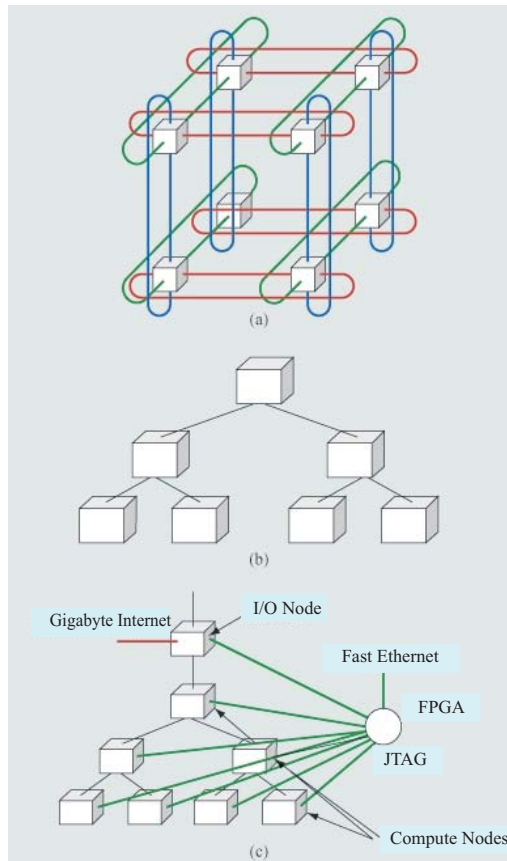 (a)
(b)
Gigabyte Internet
I/O Node
Fast Ethernet
FPGA
JTAG
Compute Nodes
(c)